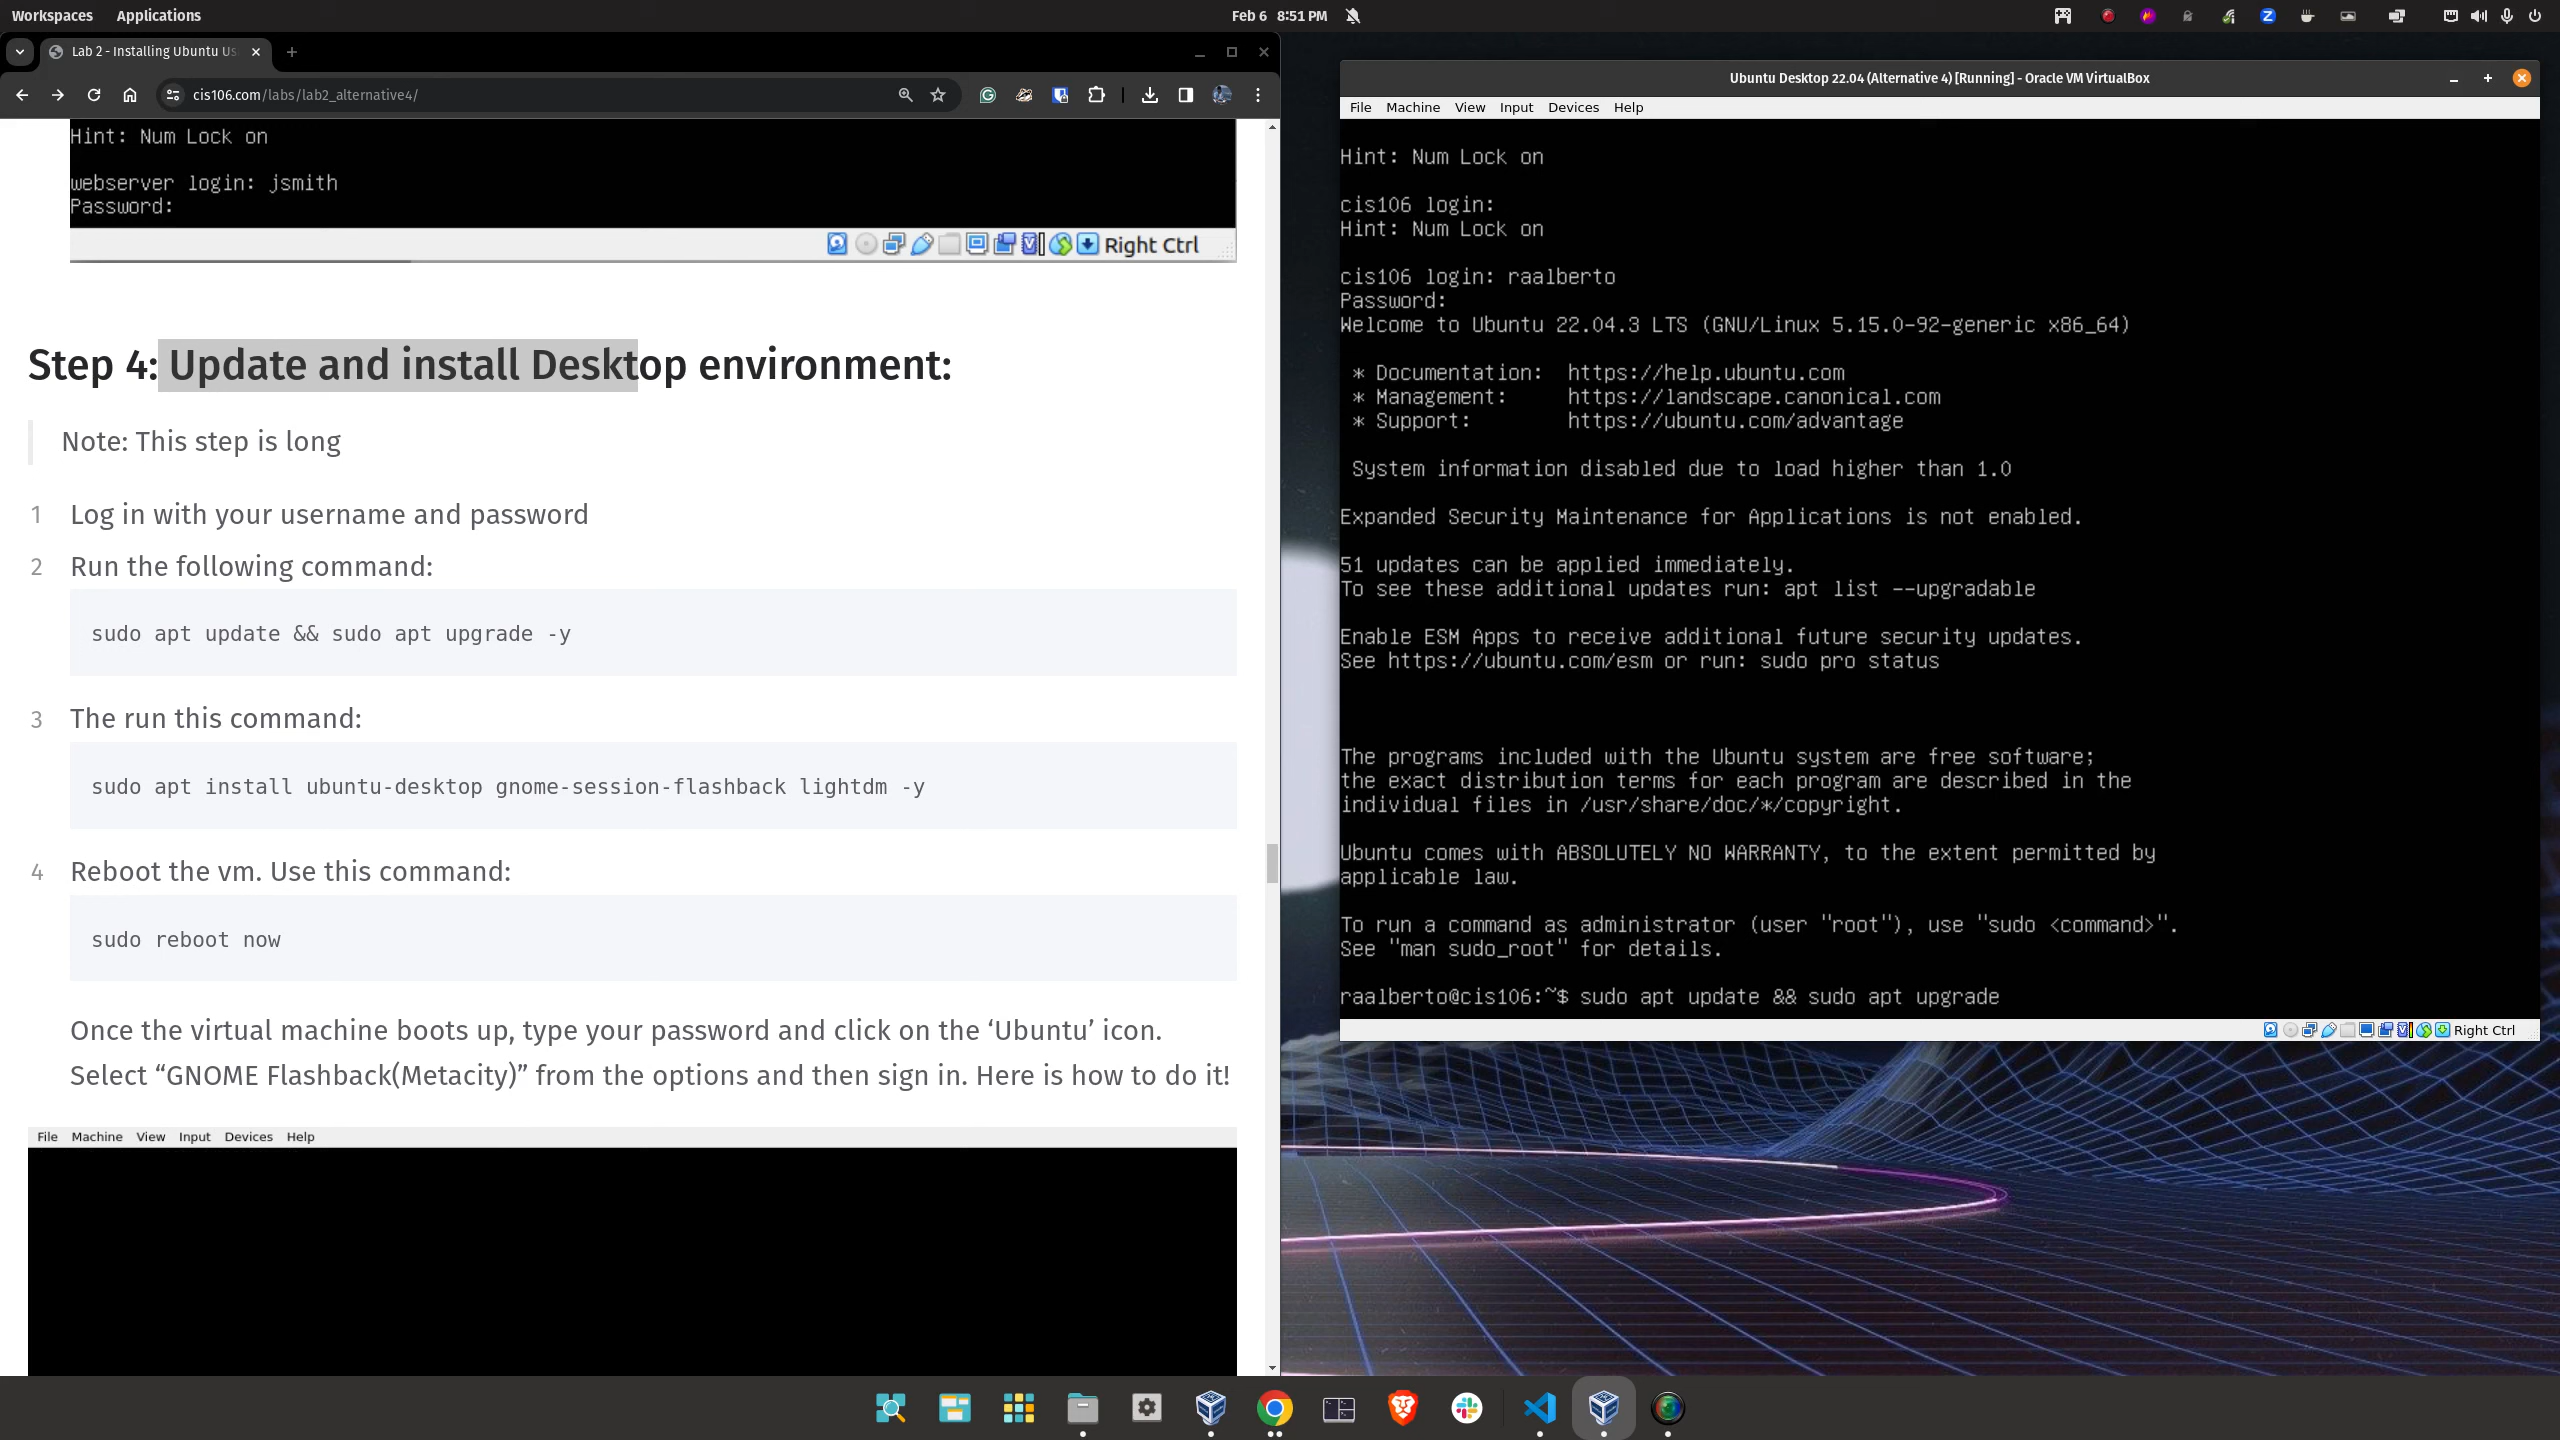 Workspaces Applications
Feb 6 8:51 PM
Lab 2 - Installing Ubuntu Us
cis106.com/labs/lab2_alternative4/
Hint: Num Lock on
webserver login: jsmith
Password:
Right Ctrl
Step 4: Update and install Desktop environment:
Note: This step is long
1 Log in with your username and password
2 Run the following command:
sudo apt update && sudo apt upgrade -y
3 The run this command:
sudo apt install ubuntu-desktop gnome-session-flashback lightdm -y
4 Reboot the vm. Use this command:
sudo reboot now
Once the virtual machine boots up, type your password and click on the ‘Ubuntu’ icon.
Select “GNOME Flashback(Metacity)” from the options and then sign in. Here is how to do it!
File Machine View Input Devices Help
Ubuntu Desktop 22.04 (Alternative 4) [Running] - Oracle VM VirtualBox
File Machine View Input Devices Help
Hint: Num Lock on
cis106 login:
Hint: Num Lock on
cis106 login: raalberto
Password:
Welcome to Ubuntu 22.04.3 LTS (GNU/Linux 5.15.0-92-generic x86_64)
* Documentation: https://help.ubuntu.com
* Management: https://landscape.canonical.com
* Support: https://ubuntu.com/advantage
System information disabled due to load higher than 1.0
Expanded Security Maintenance for Applications is not enabled.
51 updates can be applied immediately.
To see these additional updates run: apt list --upgradable
Enable ESM Apps to receive additional future security updates.
See https://ubuntu.com/esm or run: sudo pro status
The programs included with the Ubuntu system are free software;
the exact distribution terms for each program are described in the
individual files in /usr/share/doc/*/copyright.
Ubuntu comes with ABSOLUTELY NO WARRANTY, to the extent permitted by
applicable law.
To run a command as administrator (user "root"), use "sudo <command>".
See "man sudo_root" for details.
raalberto@cis106:~$ sudo apt update && sudo apt upgrade
Right Ctrl